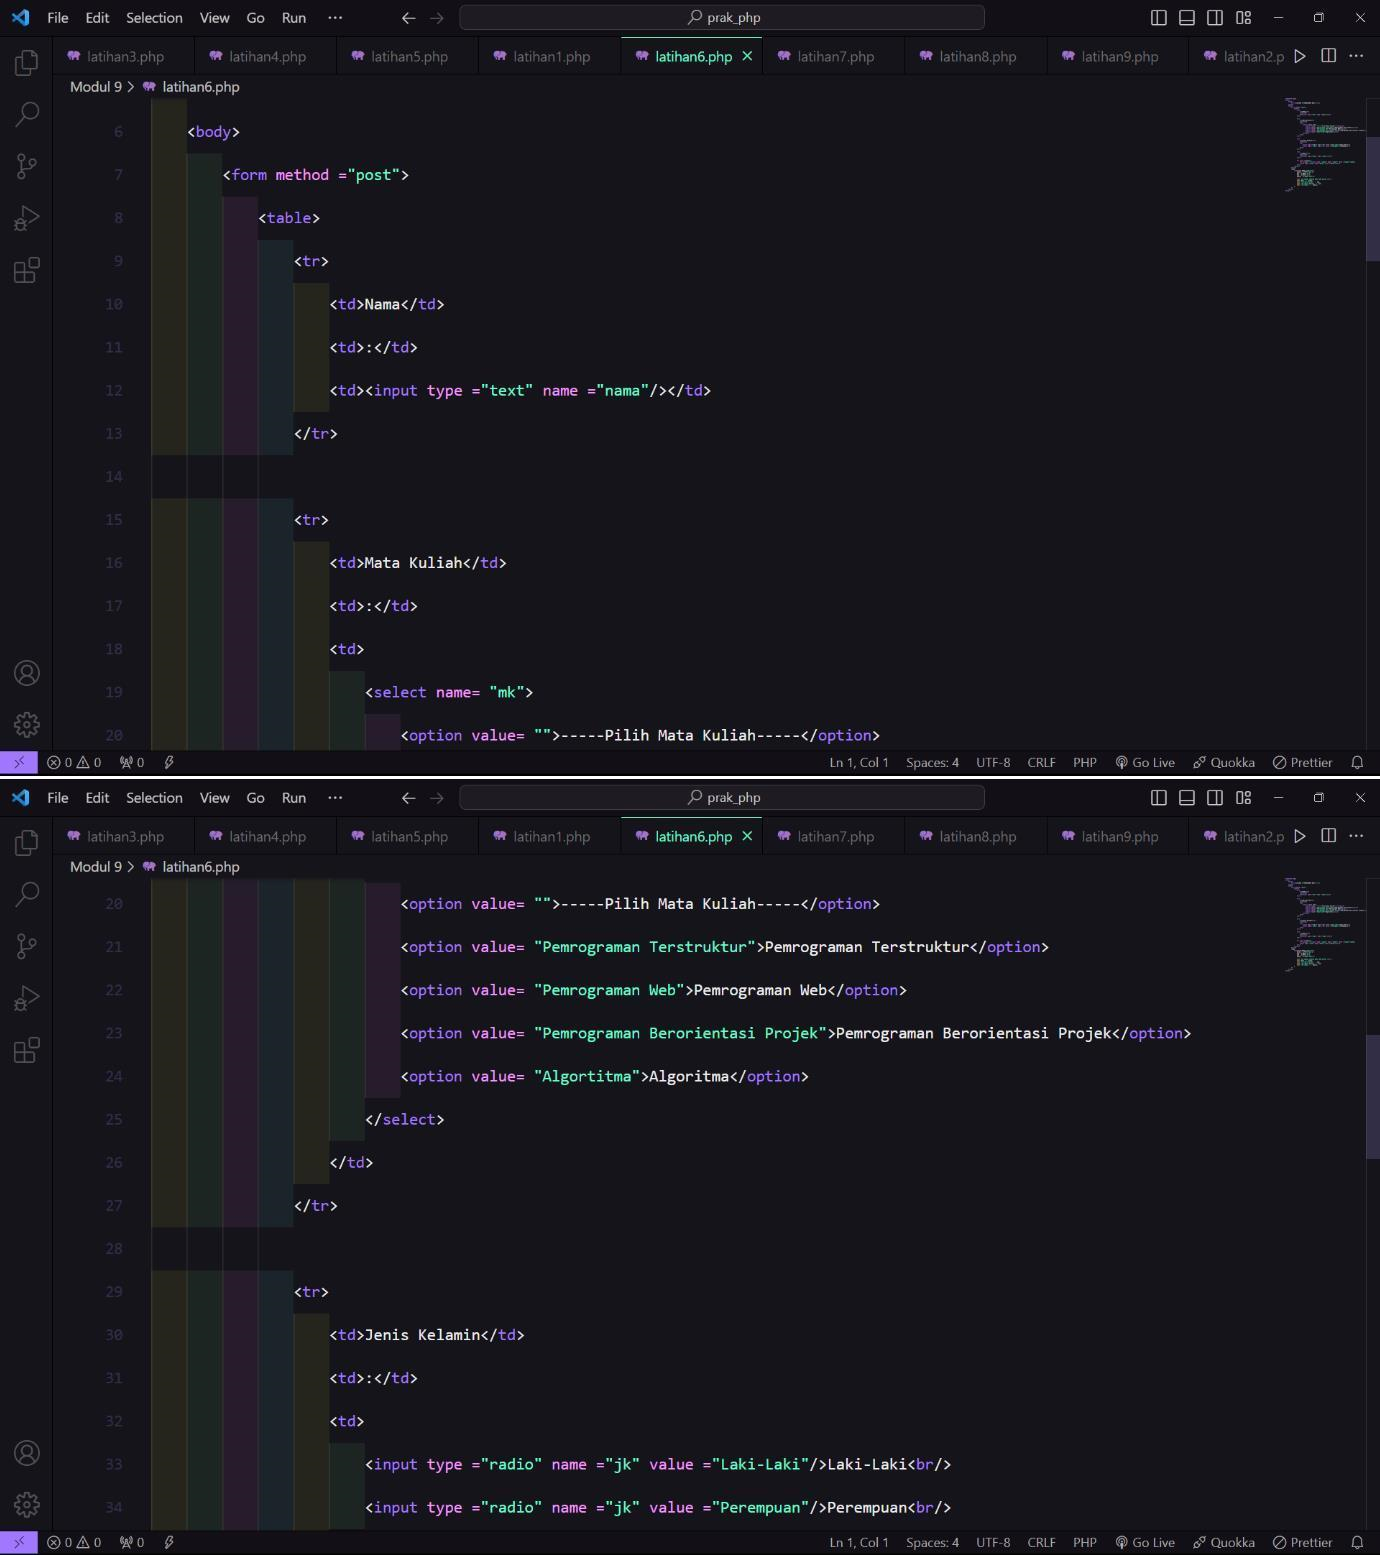 File Edit Selection View Go Run ··· prak_php
latihan3.php latihan4.php latihan5.php latihan1.php latihan6.php latihan7.php latihan8.php latihan9.php latihan2.p
Modul 9 > latihan6.php
6 <body>
7 <form method ="post">
8 <table>
9 <tr>
10 <td>Nama</td>
11 <td>:</td>
12 <td><input type ="text" name ="nama"/></td>
13 </tr>
14
15 <tr>
16 <td>Mata Kuliah</td>
17 <td>:</td>
18 <td>
19 <select name= "mk">
20 <option value= "">-----Pilih Mata Kuliah-----</option>
0 0 0 Ln 1, Col 1 Spaces: 4 UTF-8 CRLF PHP Go Live Quokka Prettier
File Edit Selection View Go Run ··· prak_php
latihan3.php latihan4.php latihan5.php latihan1.php latihan6.php latihan7.php latihan8.php latihan9.php latihan2.p
Modul 9 > latihan6.php
20 <option value= "">-----Pilih Mata Kuliah-----</option>
21 <option value= "Pemrograman Terstruktur">Pemrograman Terstruktur</option>
22 <option value= "Pemrograman Web">Pemrograman Web</option>
23 <option value= "Pemrograman Berorientasi Projek">Pemrograman Berorientasi Projek</option>
24 <option value= "Algortitma">Algoritma</option>
25 </select>
26 </td>
27 </tr>
28
29 <tr>
30 <td>Jenis Kelamin</td>
31 <td>:</td>
32 <td>
33 <input type ="radio" name ="jk" value ="Laki-Laki"/>Laki-Laki<br/>
34 <input type ="radio" name ="jk" value ="Perempuan"/>Perempuan<br/>
0 0 0 Ln 1, Col 1 Spaces: 4 UTF-8 CRLF PHP Go Live Quokka Prettier